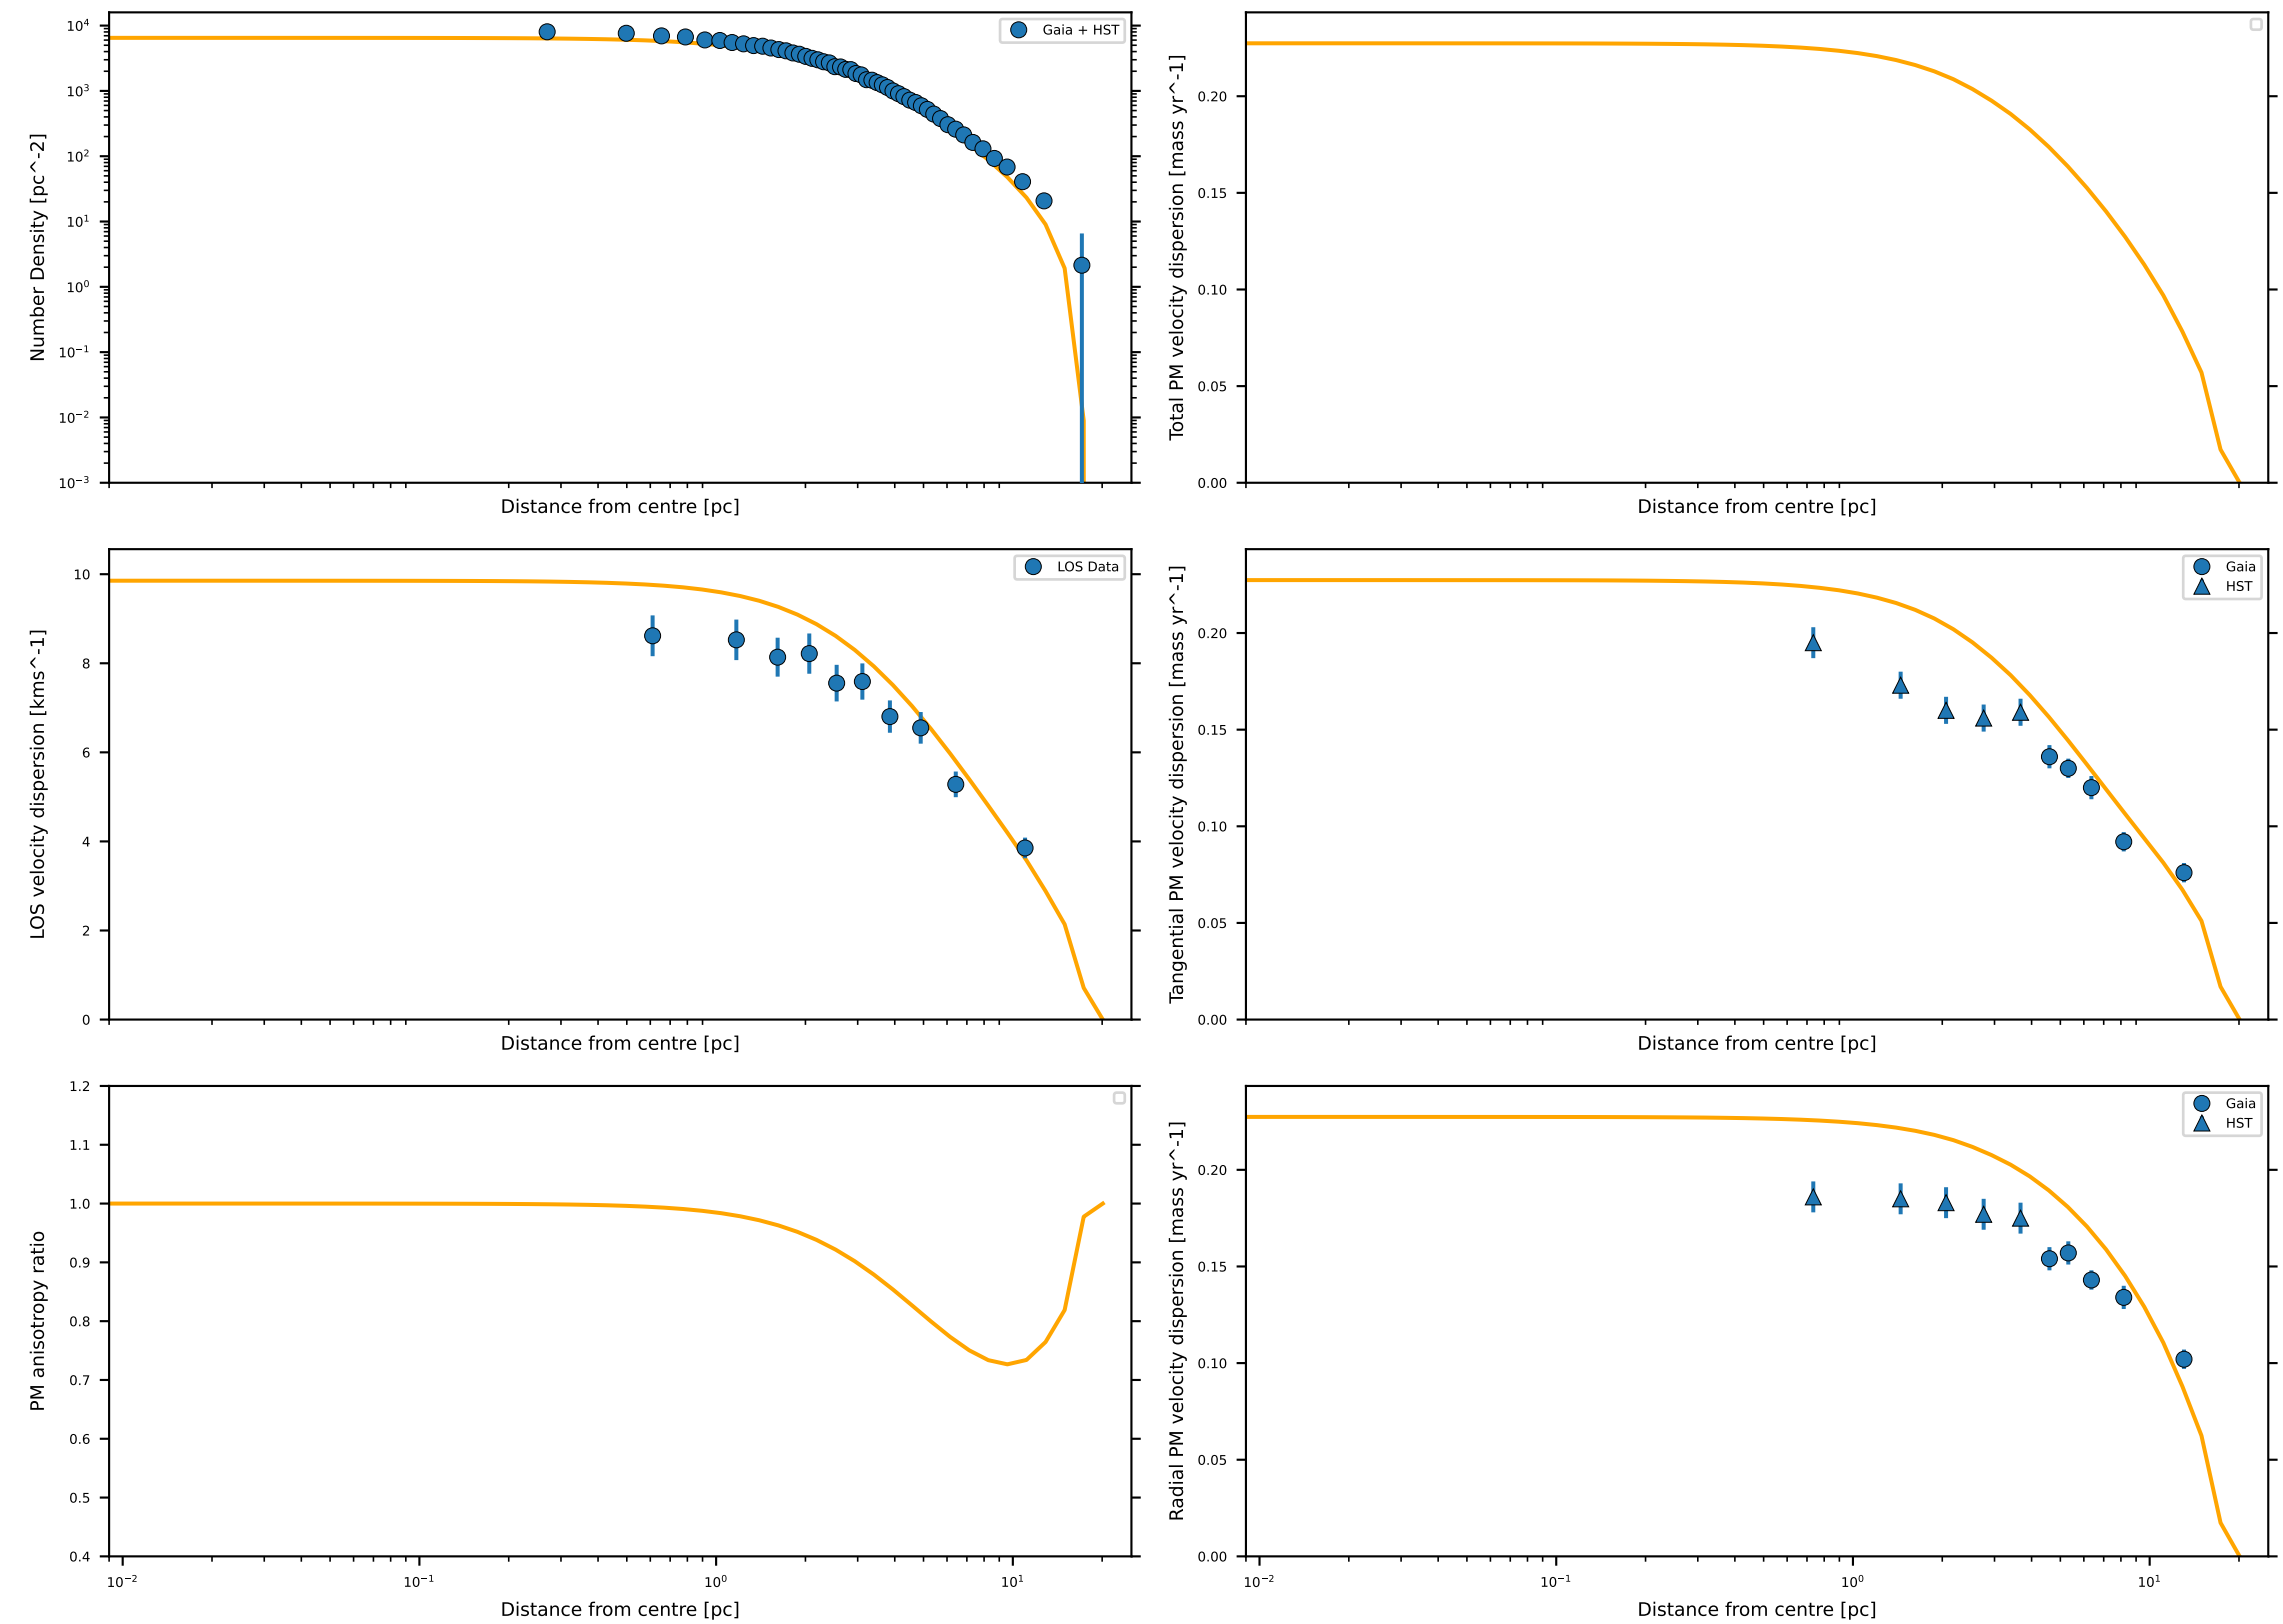 Number Density [pc^-2]
10⁴
10³
10²
10¹
10⁰
10⁻¹
10⁻²
10⁻³
Gaia + HST
Distance from centre [pc]
Total PM velocity dispersion [mass yr^-1]
0.20
0.15
0.10
0.05
0.00
Distance from centre [pc]
LOS velocity dispersion [kms^-1]
10
8
6
4
2
0
LOS Data
Distance from centre [pc]
Tangential PM velocity dispersion [mass yr^-1]
0.20
0.15
0.10
0.05
0.00
Gaia
HST
Distance from centre [pc]
PM anisotropy ratio
1.2
1.1
1.0
0.9
0.8
0.7
0.6
0.5
0.4
10⁻² 10⁻¹ 10⁰ 10¹
Distance from centre [pc]
Radial PM velocity dispersion [mass yr^-1]
0.20
0.15
0.10
0.05
0.00
Gaia
HST
10⁻² 10⁻¹ 10⁰ 10¹
Distance from centre [pc]